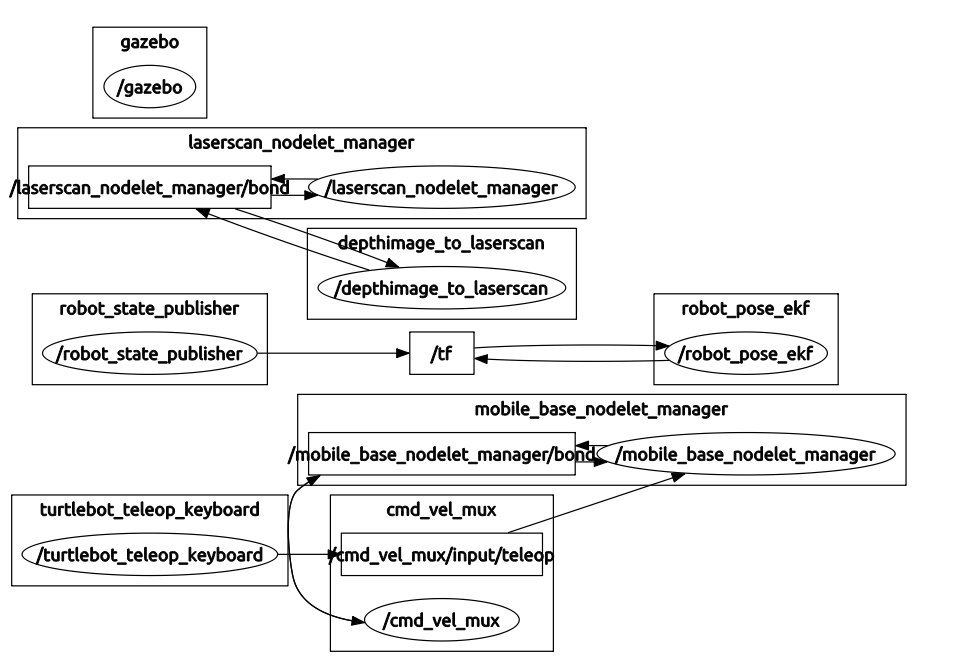 gazebo
/gazebo
laserscan_nodelet_manager
/laserscan_nodelet_manager/bond
/laserscan_nodelet_manager
depthimage_to_laserscan
/depthimage_to_laserscan
robot_state_publisher
/robot_state_publisher
/tf
robot_pose_ekf
/robot_pose_ekf
mobile_base_nodelet_manager
/mobile_base_nodelet_manager/bond
/mobile_base_nodelet_manager
turtlebot_teleop_keyboard
/turtlebot_teleop_keyboard
cmd_vel_mux
/cmd_vel_mux/input/teleop
/cmd_vel_mux